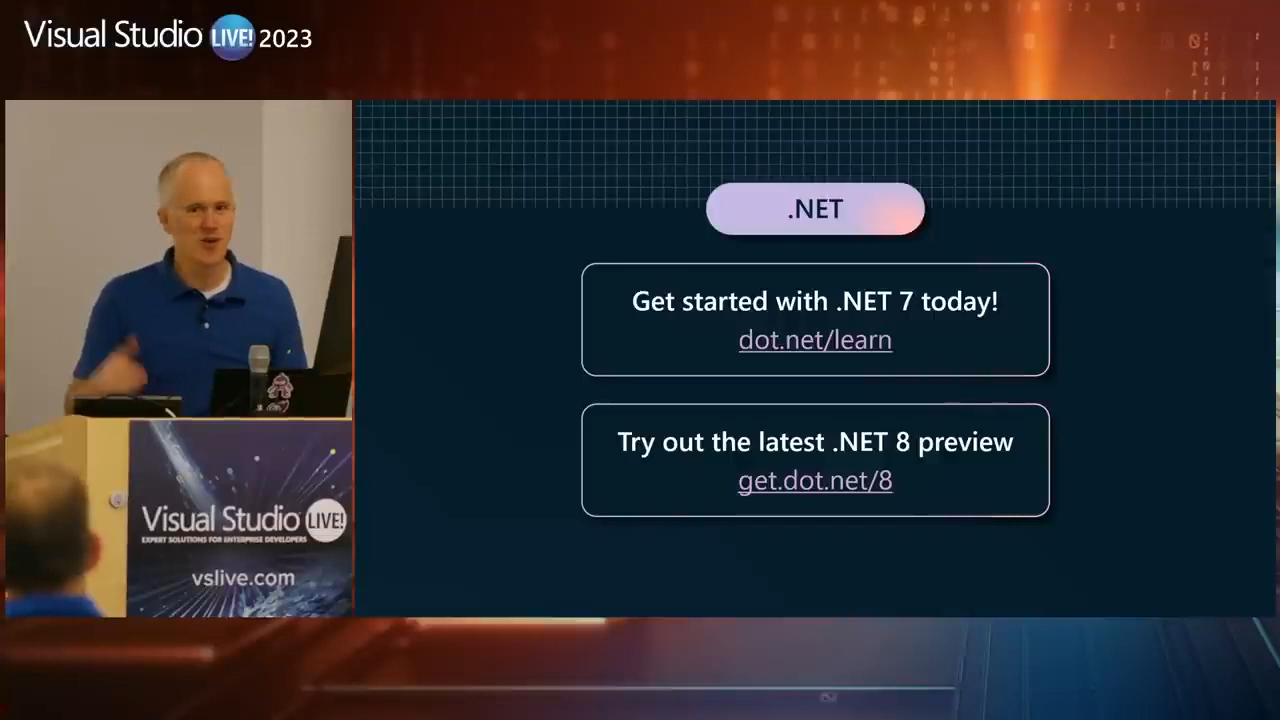 Visual Studio LIVE! 2023
.NET
Get started with .NET 7 today!
dot.net/learn
Try out the latest .NET 8 preview
get.dot.net/8
Visual Studio LIVE!
EXPERT SOLUTIONS FOR ENTERPRISE DEVELOPERS
vslive.com